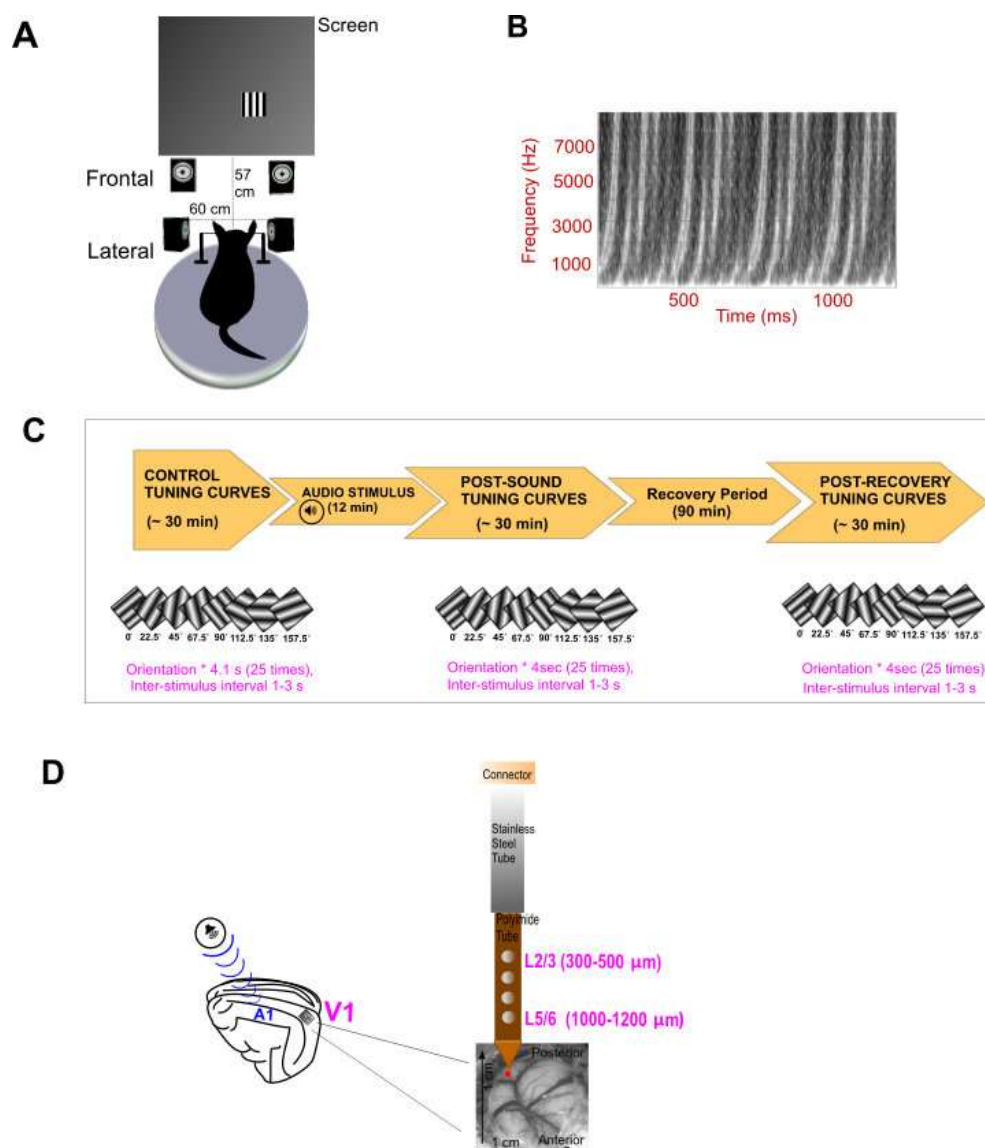 A
Screen
Frontal
57
cm
60 cm
Lateral
B
Frequency (Hz)
7000
5000
3000
1000
500
1000
Time (ms)
C
CONTROL
TUNING CURVES
(~ 30 min)
AUDIO STIMULUS
(12 min)
POST-SOUND
TUNING CURVES
(~ 30 min)
Recovery Period
(90 min)
POST-RECOVERY
TUNING CURVES
(~ 30 min)
0˚ 22.5˚ 45˚ 67.5˚ 90˚ 112.5˚ 135˚ 157.5˚
0˚ 22.5˚ 45˚ 67.5˚ 90˚ 112.5˚ 135˚ 157.5˚
0˚ 22.5˚ 45˚ 67.5˚ 90˚ 112.5˚ 135˚ 157.5˚
Orientation * 4.1 s (25 times),
Inter-stimulus interval 1-3 s
Orientation * 4sec (25 times),
Inter-stimulus interval 1-3 s
Orientation * 4sec (25 times)
Inter-stimulus interval 1-3 s
D
Connector
Stainless
Steel
Tube
Polyimide
Tube
L2/3 (300-500 μm)
L5/6 (1000-1200 μm)
A1
V1
Posterior
1 cm
1 cm
Anterior